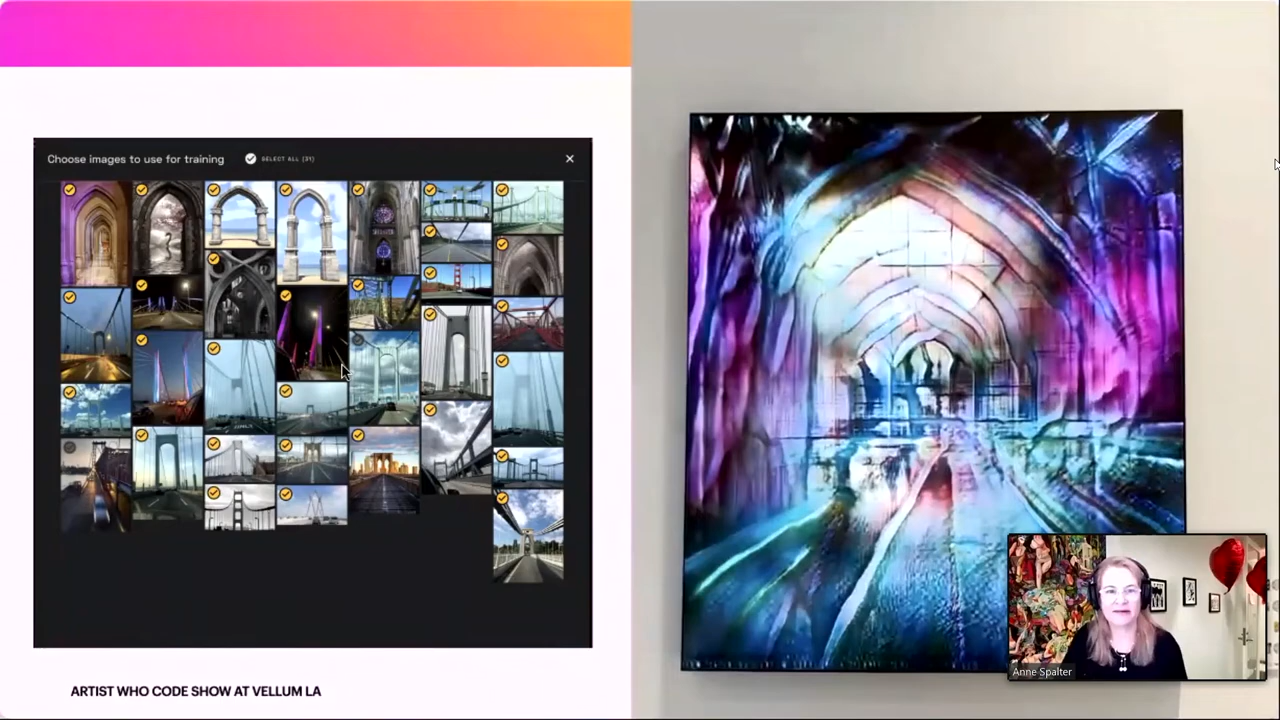 Choose images to use for training
SELECT ALL (31)
ARTIST WHO CODE SHOW AT VELLUM LA
Anne Spalter